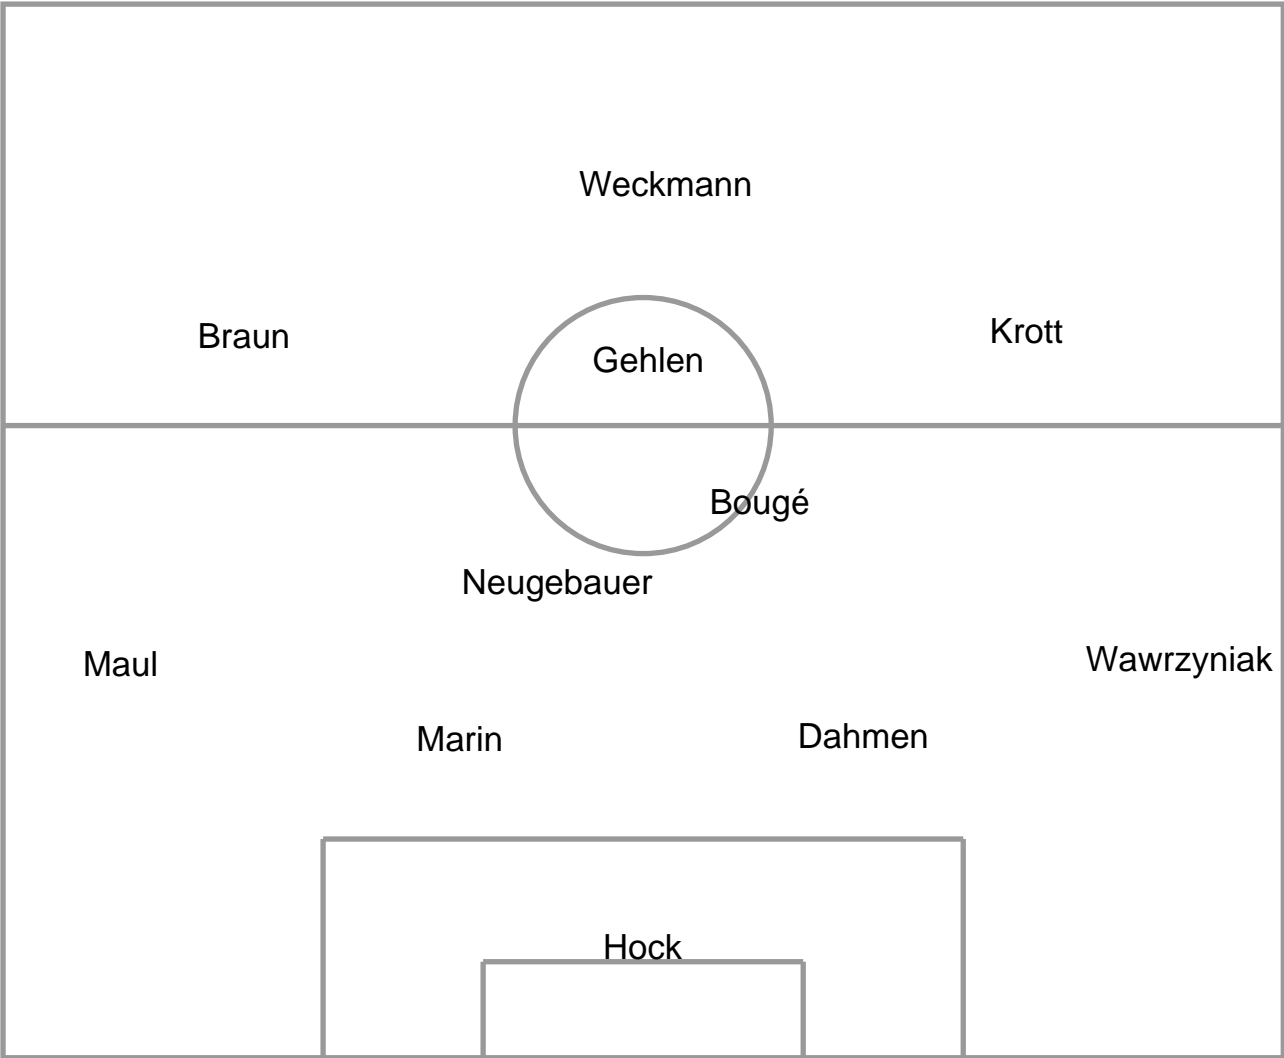 Weckmann
Braun
Gehlen
Krott
Bougé
Neugebauer
Maul
Wawrzyniak
Marin
Dahmen
Hock